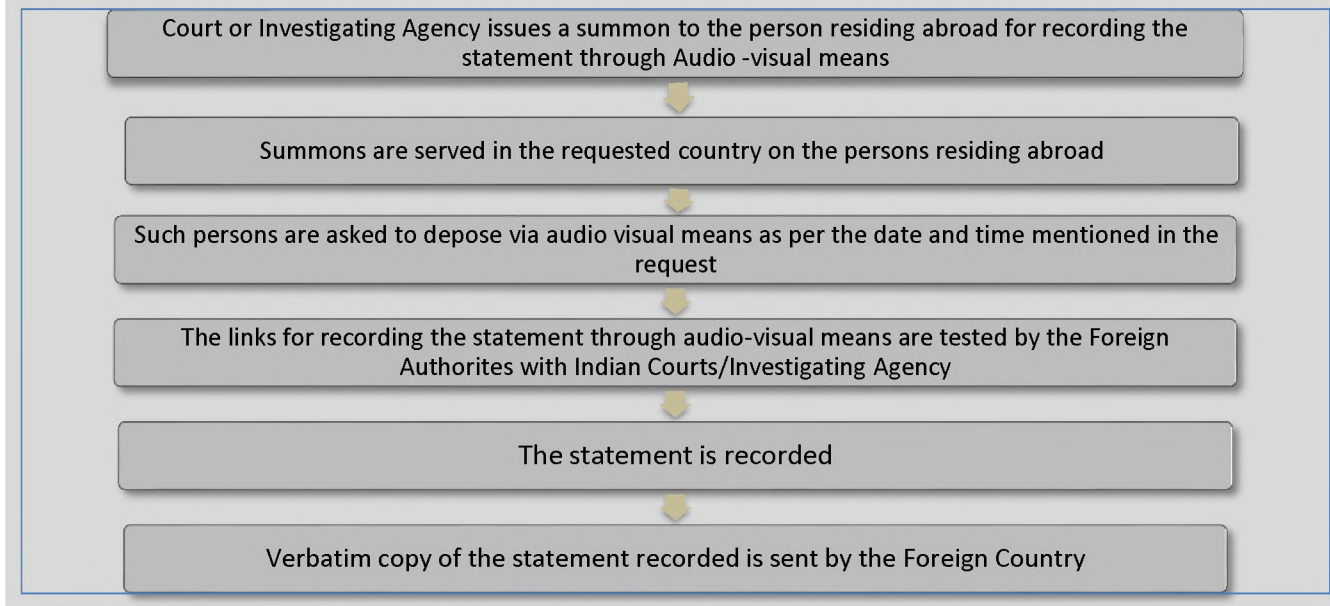 Court or Investigating Agency issues a summon to the person residing abroad for recording the
statement through Audio -visual means
Summons are served in the requested country on the persons residing abroad
Such persons are asked to depose via audio visual means as per the date and time mentioned in the
request
The links for recording the statement through audio-visual means are tested by the Foreign
Authorites with Indian Courts/Investigating Agency
The statement is recorded
Verbatim copy of the statement recorded is sent by the Foreign Country